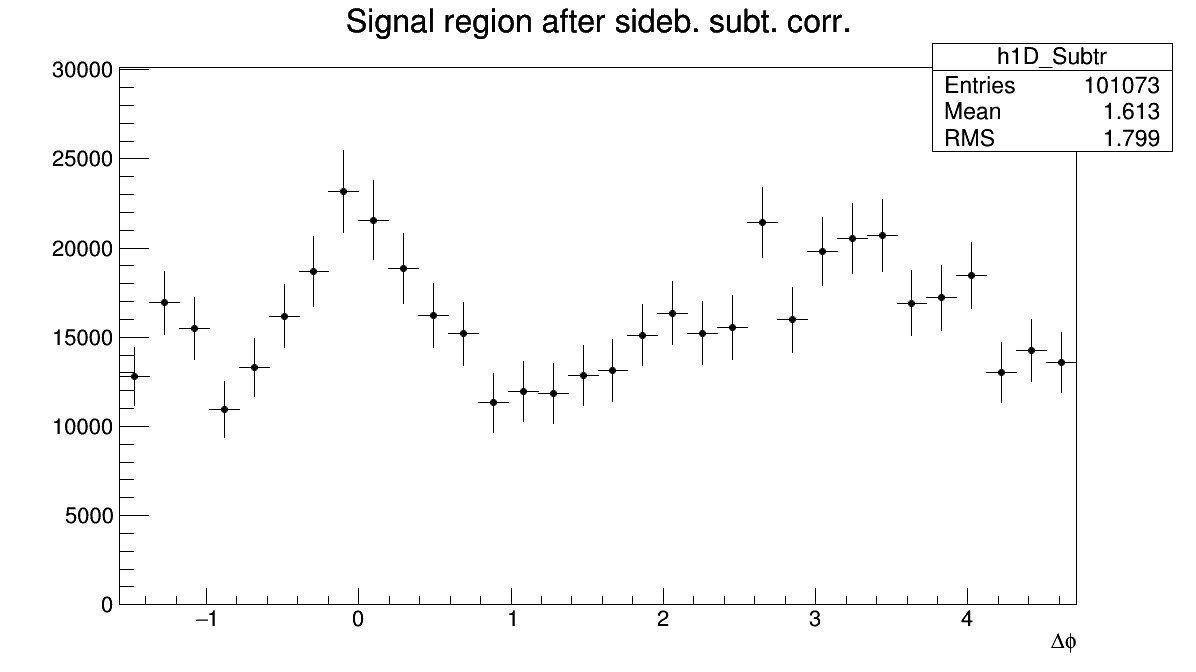 Signal region after sideb. subt. corr.
h1D_Subtr
Entries 101073
Mean 1.613
RMS 1.799
30000
25000
20000
15000
10000
5000
0
−1 0 1 2 3 4
Δϕ